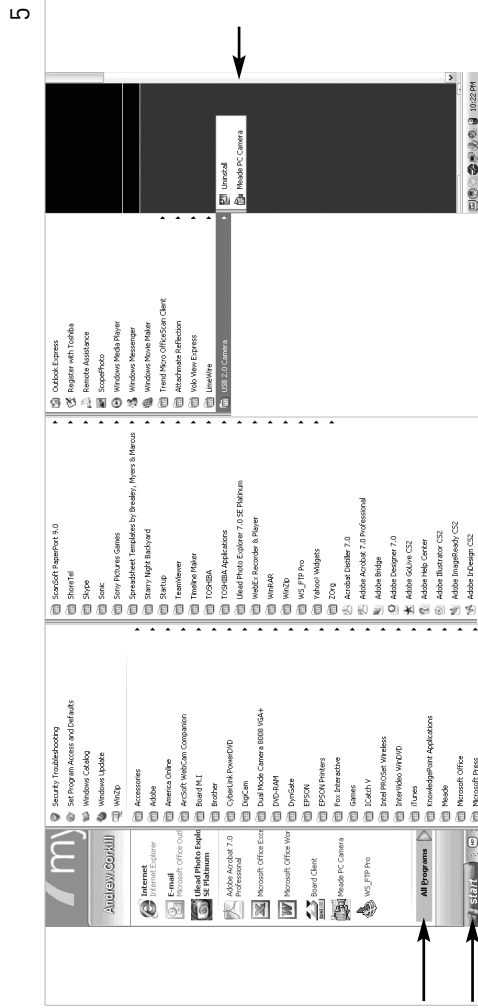 5
my
Andrew Corkill
Internet
Internet Explorer
E-mail
Microsoft Office Outl
Ulead Photo Explo
SE Platinum
Adobe Acrobat 7.0
Professional
Microsoft Office Exce
Microsoft Office Wor
Board Client
Meade PC Camera
WS_FTP Pro
All Programs
start
Security Troubleshooting
Set Program Access and Defaults
Windows Catalog
Windows Update
WinZip
Accessories
Adobe
America Online
ArcSoft WebCam Companion
Board M.I
Brother
CyberLink PowerDVD
DigiCam
Dual Mode Camera 8008 VGA+
DVD-RAM
DynGate
EPSON
EPSON Printers
Fox Interactive
Games
ICatch V
Intel PROSet Wireless
InterVideo WinDVD
iTunes
KnowledgePoint Applications
Meade
Microsoft Office
Microsoft Press
ScanSoft PaperPort 9.0
ShoreTel
Skype
Sonic
Sony Pictures Games
Spreadsheet Templates by Brealey, Myers & Marcus
Starry Night Backyard
Startup
TeamViewer
Timeline Maker
TOSHIBA
TOSHIBA Applications
Ulead Photo Explorer 7.0 SE Platinum
WebEx Recorder & Player
WinRAR
WinZip
WS_FTP Pro
Yahoo! Widgets
ZOrg
Acrobat Distiller 7.0
Adobe Acrobat 7.0 Professional
Adobe Bridge
Adobe Designer 7.0
Adobe GoLive CS2
Adobe Help Center
Adobe Illustrator CS2
Adobe ImageReady CS2
Adobe InDesign CS2
Outlook Express
Register with Toshiba
Remote Assistance
ScopePhoto
Windows Media Player
Windows Messenger
Windows Movie Maker
Trend Micro OfficeScan Client
Attachmate Reflection
Volo View Express
LimeWire
USB 2.0 Camera
Uninstall
Meade PC Camera
10:22 PM